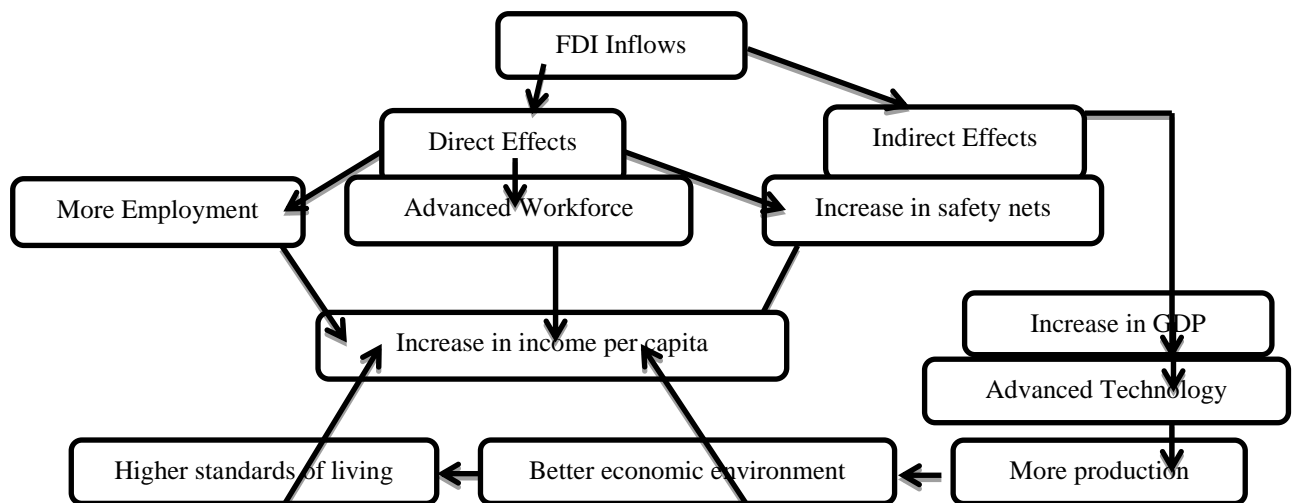 FDI Inflows
Direct Effects
Indirect Effects
More Employment
Advanced Workforce
Increase in safety nets
Increase in income per capita
Increase in GDP
Advanced Technology
Higher standards of living
Better economic environment
More production